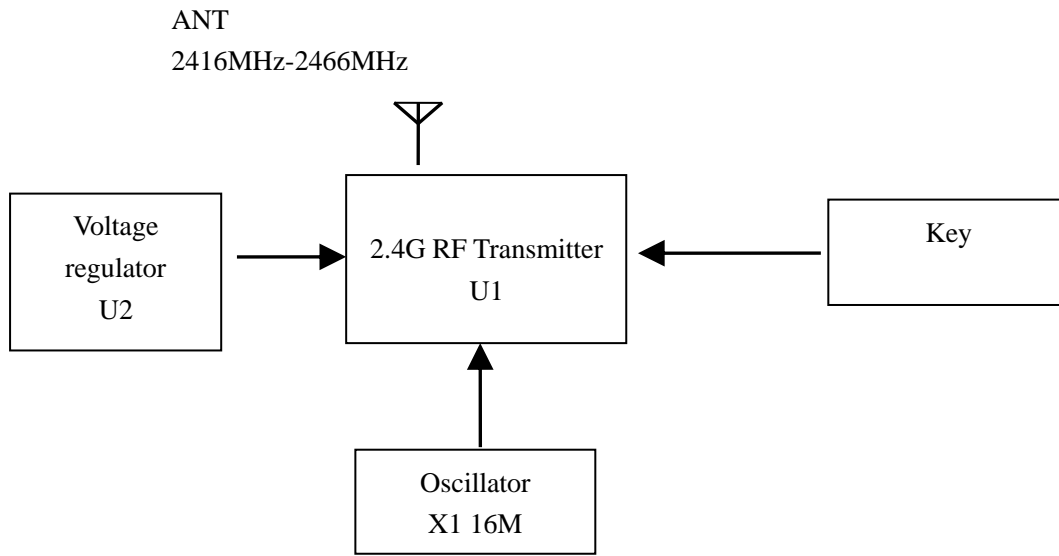 ANT
2416MHz-2466MHz
Voltage
regulator
U2
2.4G RF Transmitter
U1
Key
Oscillator
X1 16M